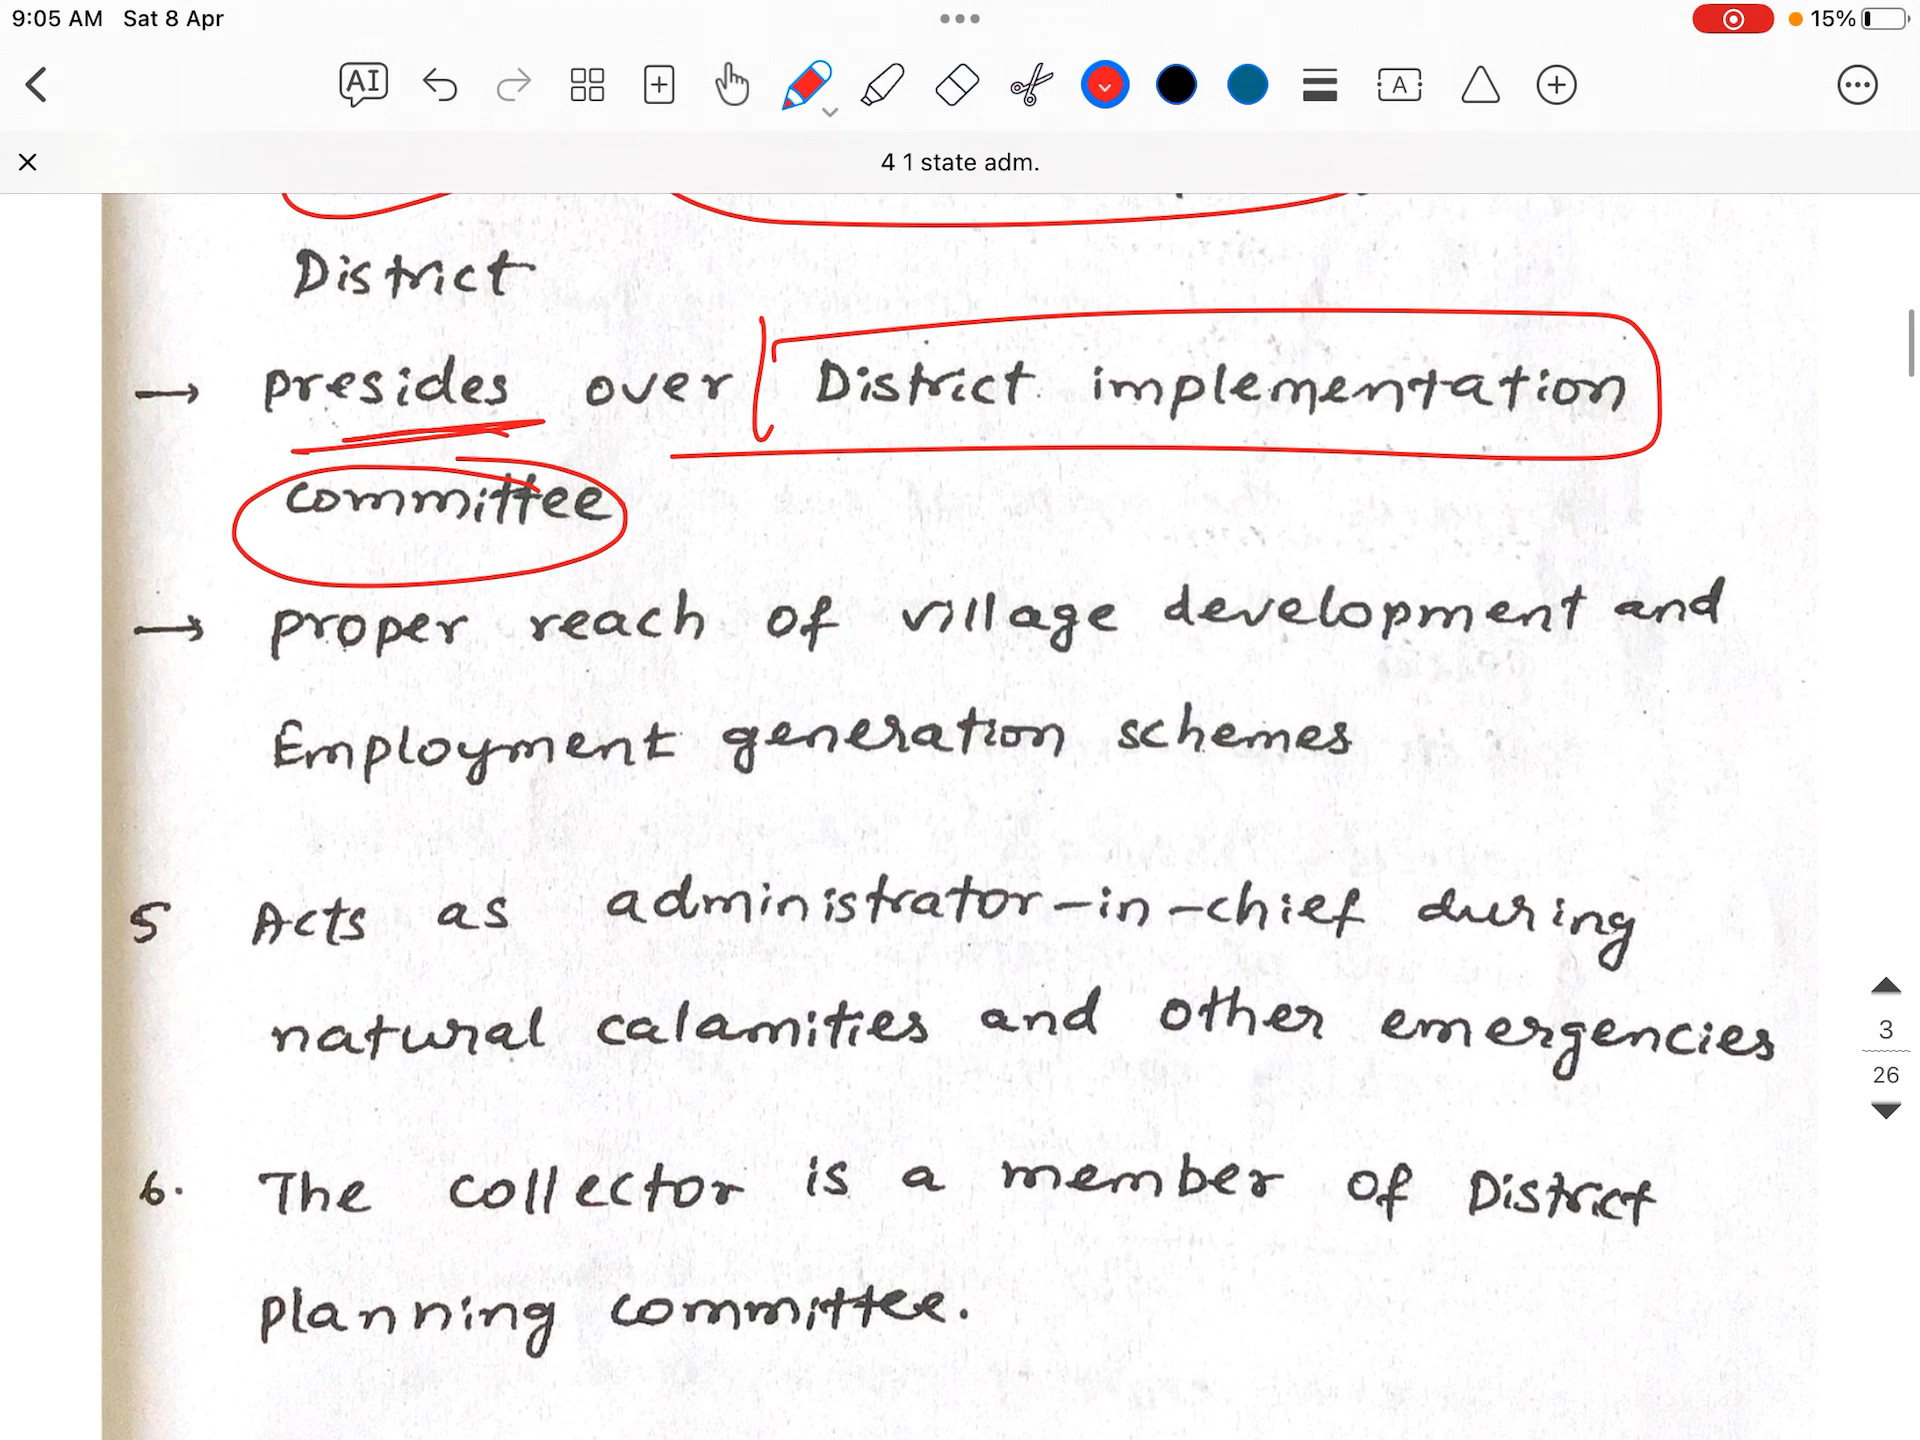 9:05 AM Sat 8 Apr
15%
AI
A
4 1 state adm.
District
→ presides over District implementation
committee
→ proper reach of village development and
Employment generation schemes
5 Acts as administrator-in-chief during
natural calamities and other emergencies
3
26
6. The collector is a member of District
planning committee.